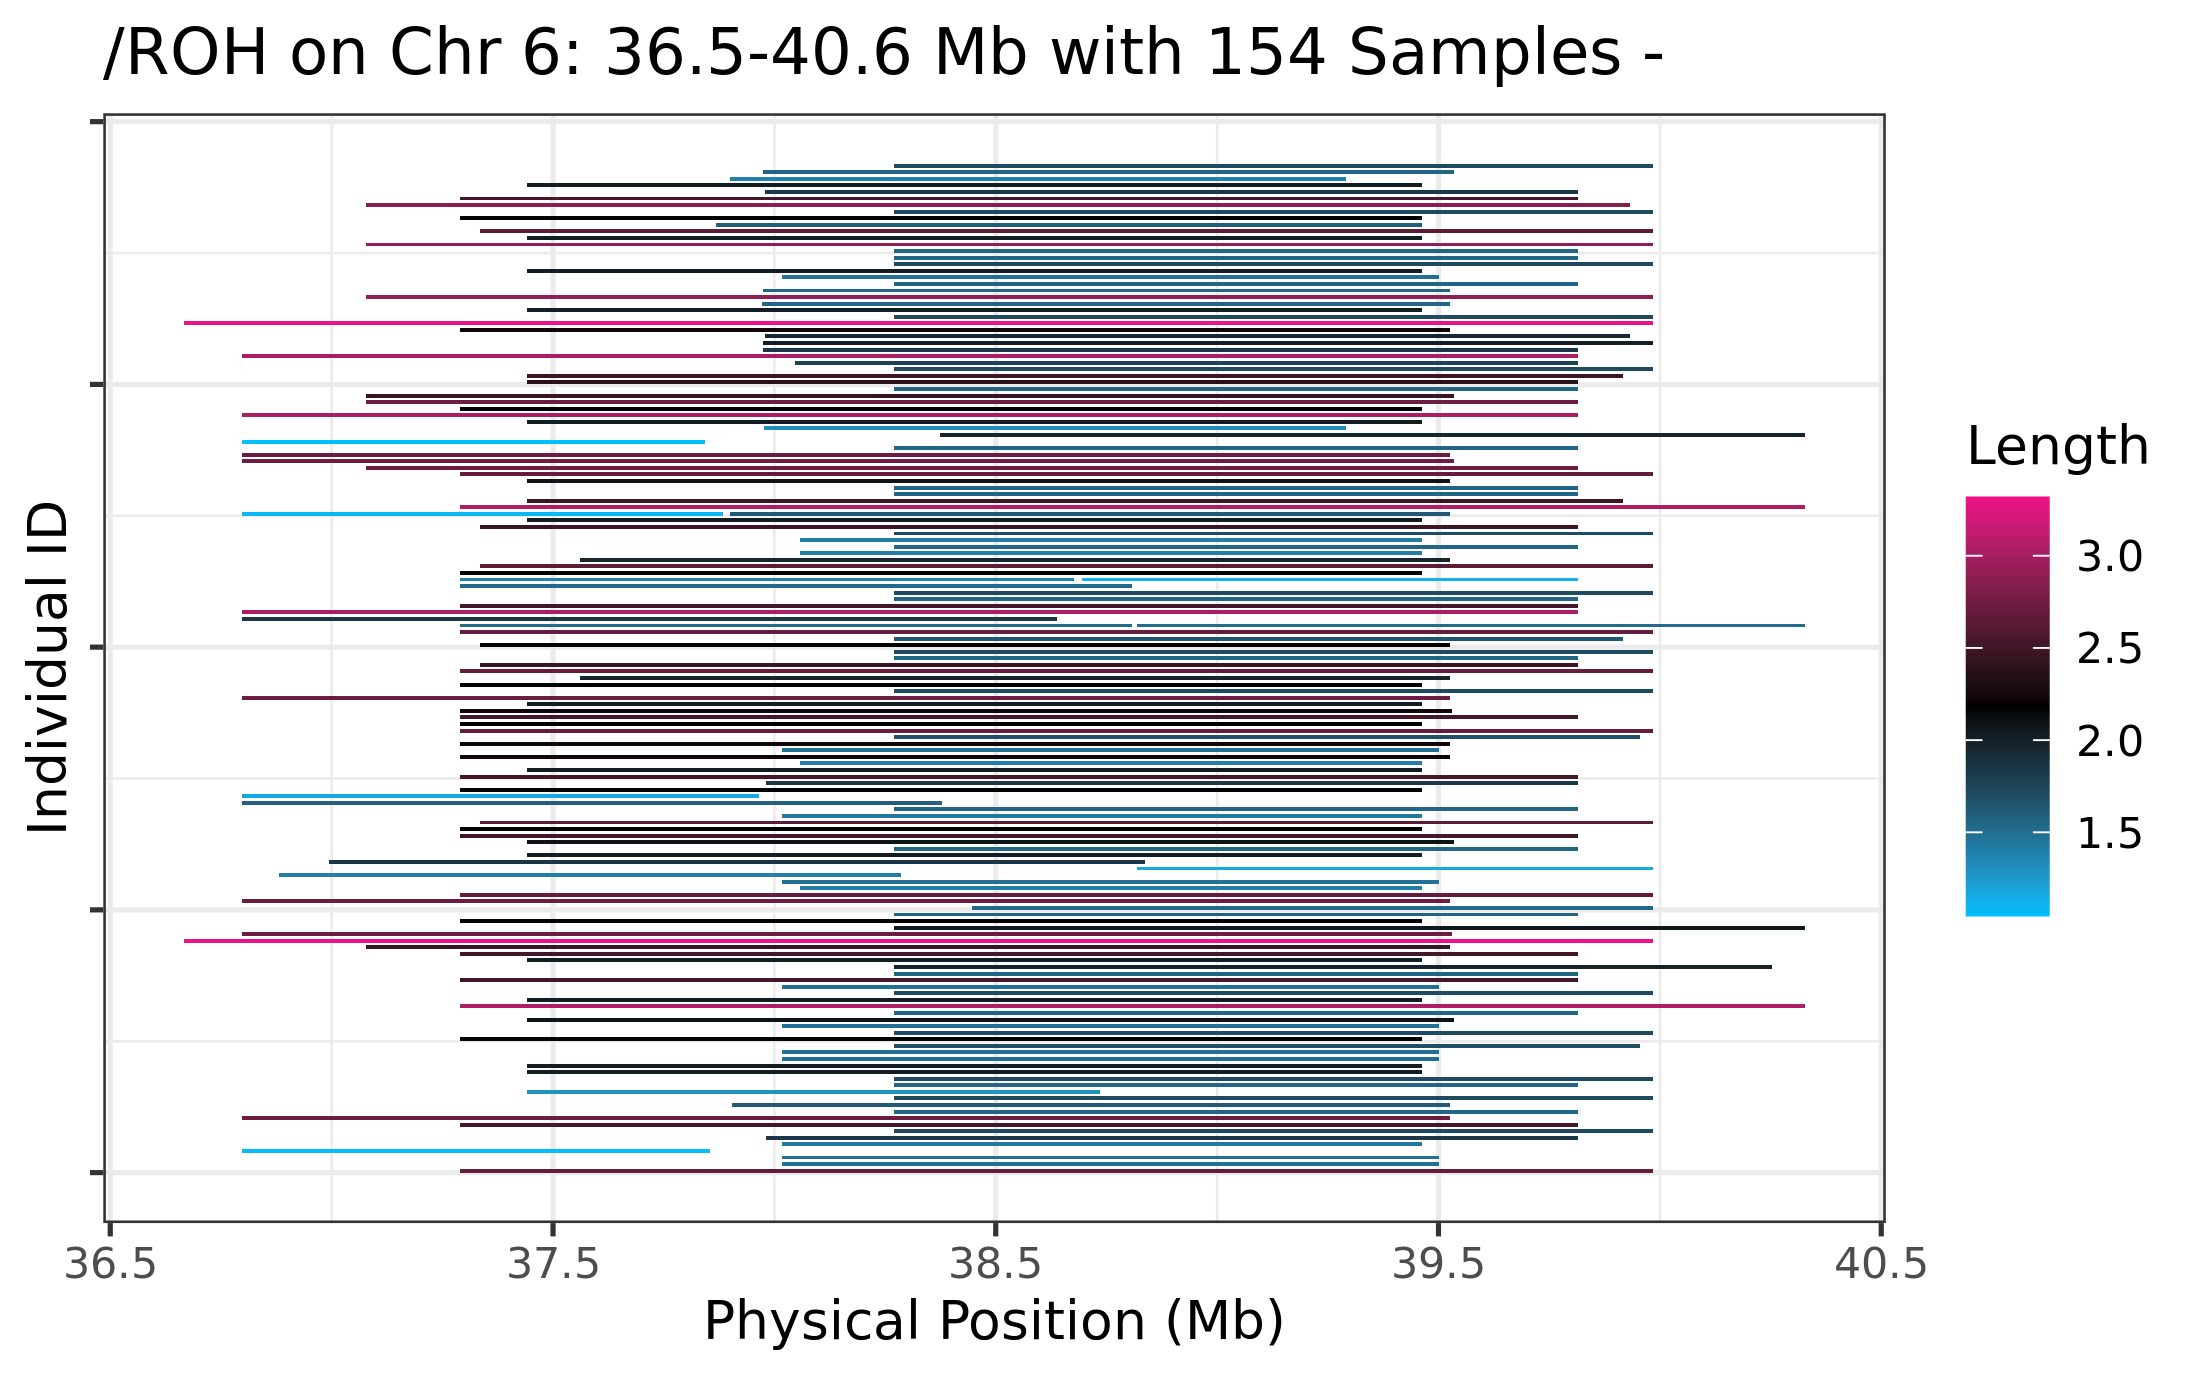 /ROH on Chr 6: 36.5-40.6 Mb with 154 Samples -
Individual ID
36.5 37.5 38.5 39.5 40.5
Physical Position (Mb)
Length
3.0
2.5
2.0
1.5